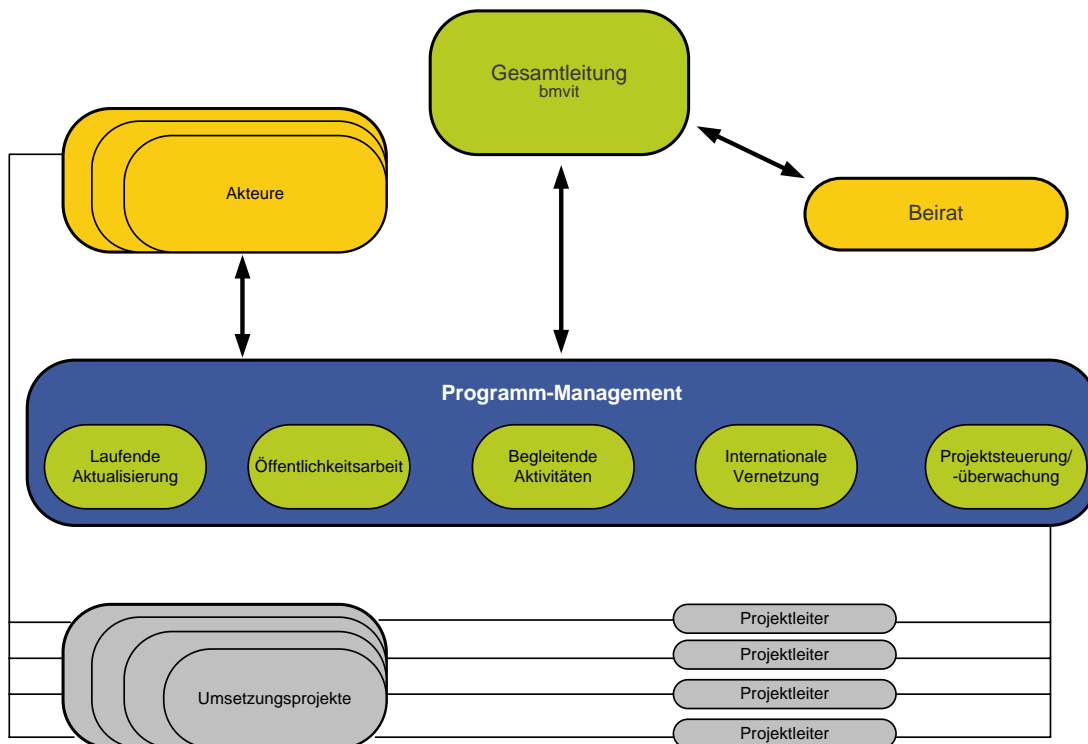 Gesamtleitung
bmvit
Akteure
Beirat
Programm-Management
Laufende
Aktualisierung
Öffentlichkeitsarbeit
Begleitende
Aktivitäten
Internationale
Vernetzung
Projektsteuerung/
-überwachung
Projektleiter
Projektleiter
Projektleiter
Umsetzungsprojekte
Projektleiter